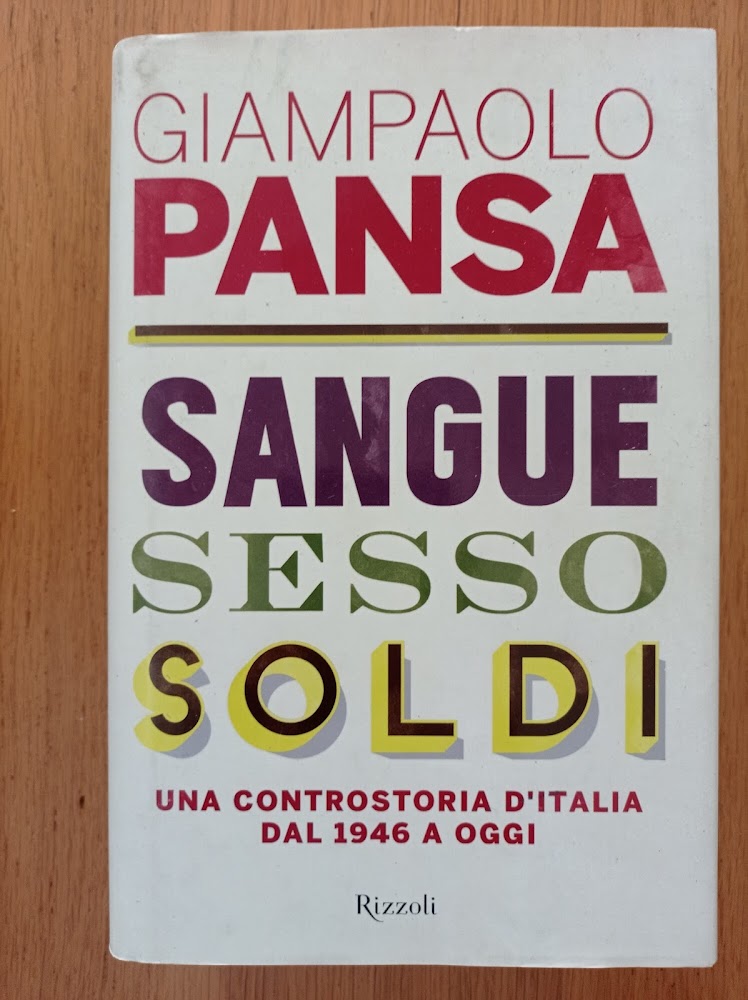 GIAMPAOLO
PANSA
SANGUE
SESSO
SOLDI
UNA CONTROSTORIA D'ITALIA
DAL 1946 A OGGI
Rizzoli